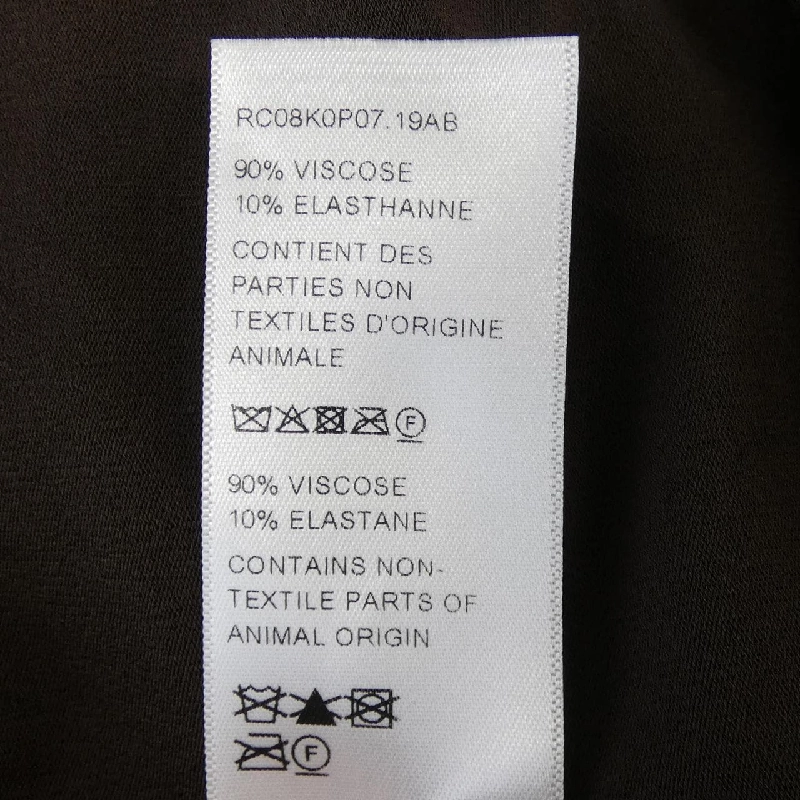 RC08K0P07.19AB
90% VISCOSE
10% ELASTHANNE
CONTIENT DES
PARTIES NON
TEXTILES D'ORIGINE
ANIMALE
F
90% VISCOSE
10% ELASTANE
CONTAINS NON-
TEXTILE PARTS OF
ANIMAL ORIGIN
F